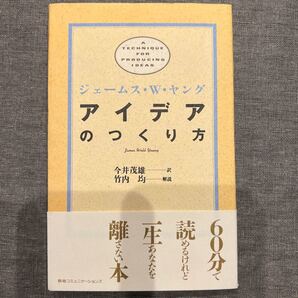 A
TECHNIQUE
FOR
PRODUCING
IDEAS
ジェームス・W・ヤング
アイデア
のつくり方
James Webb Young
今井茂雄――訳
竹内 均――解説
60分で
読めるけれど
一生あなたを
離さない本
阪急コミュニケーションズ